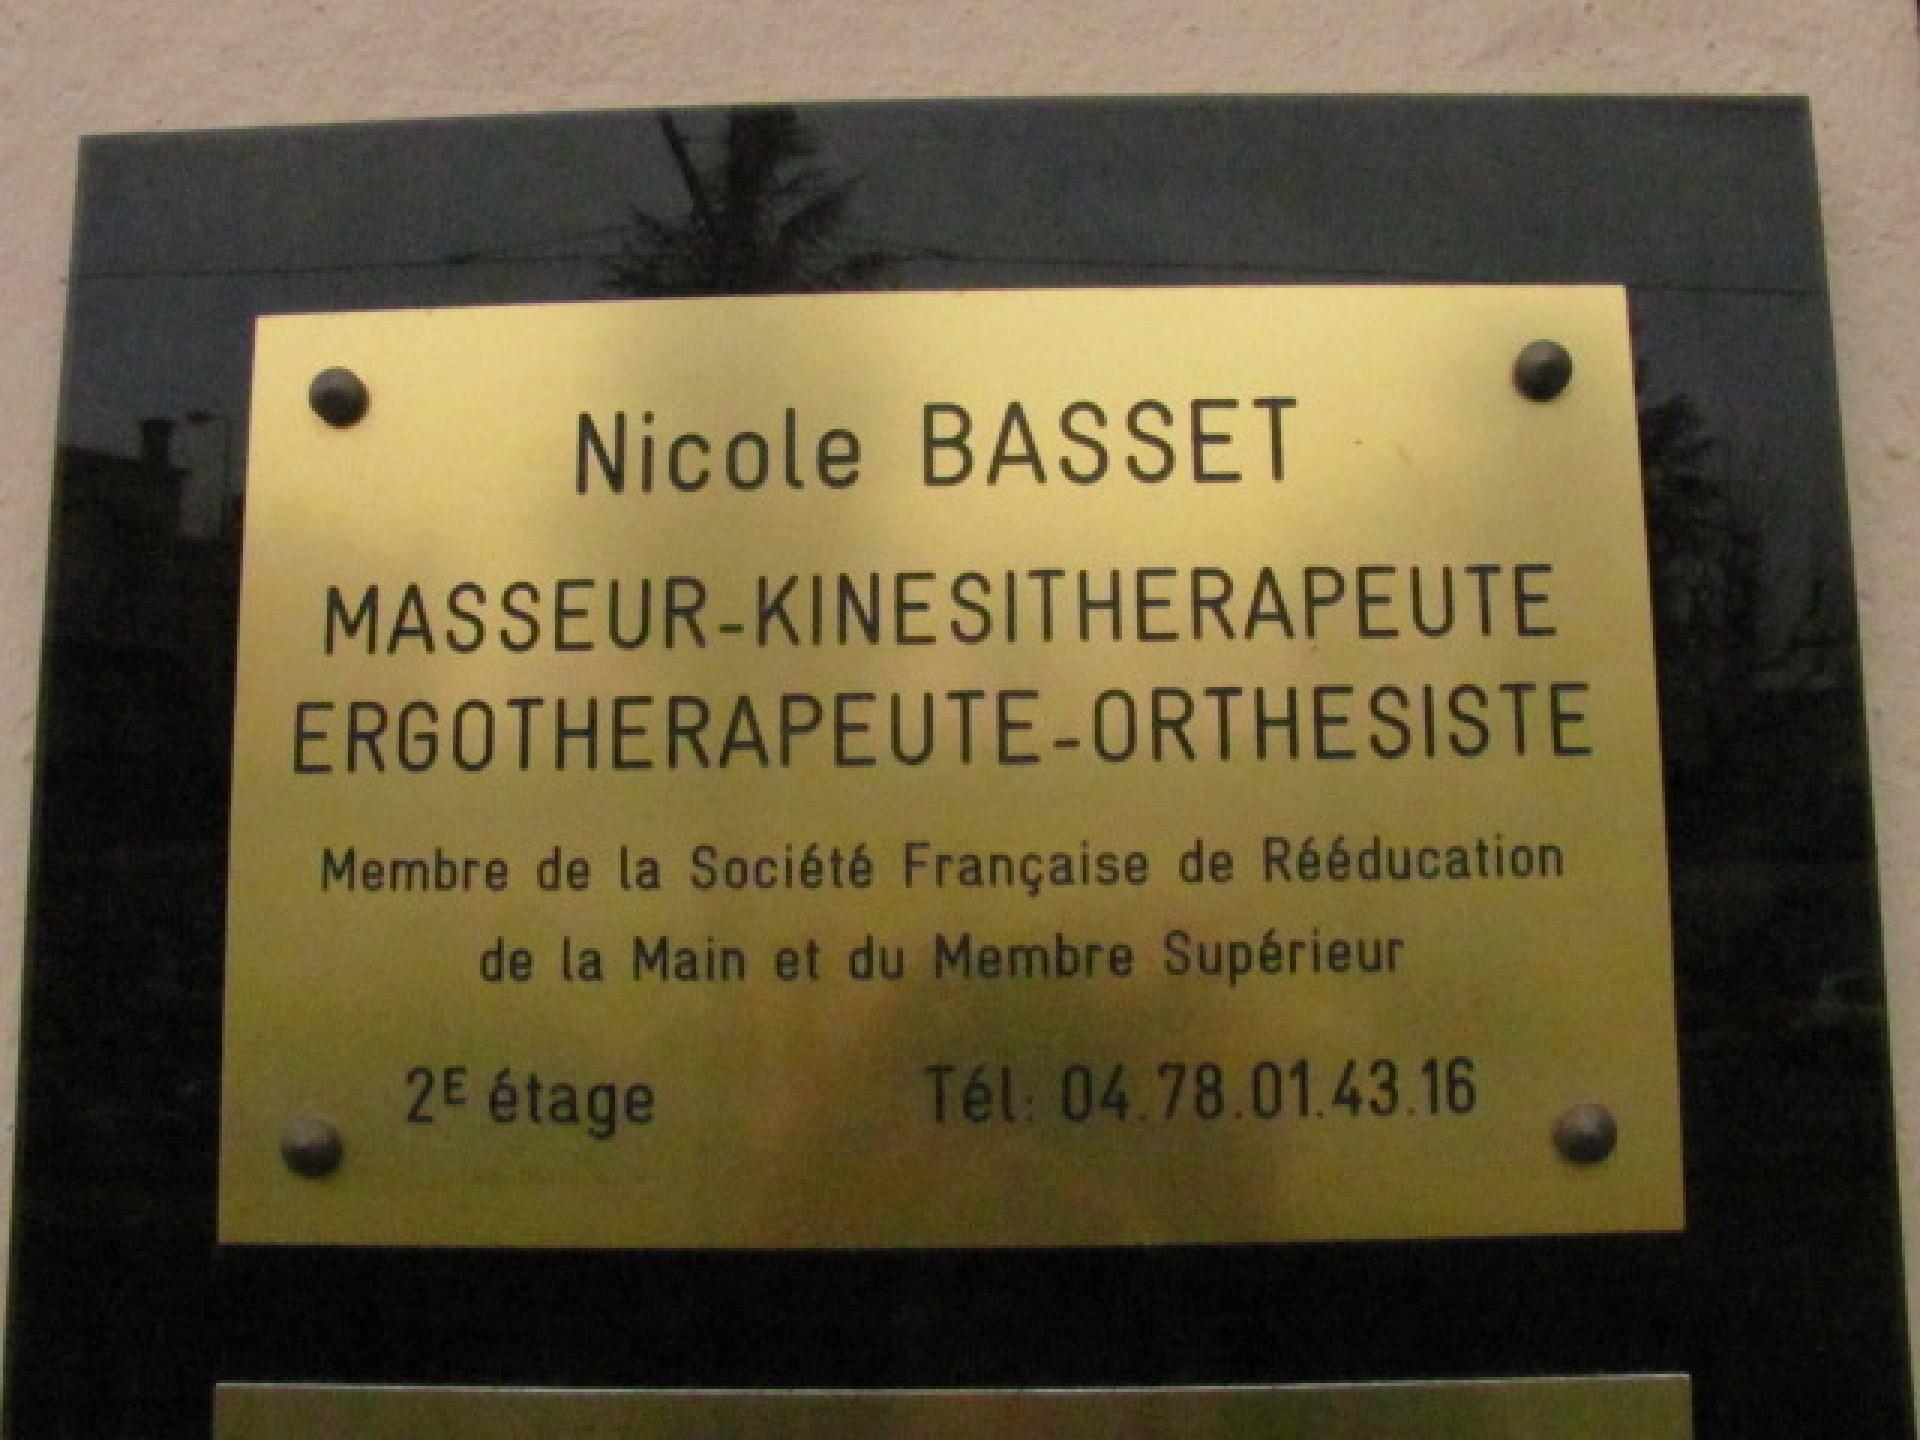 Nicole BASSET
MASSEUR-KINESITHERAPEUTE
ERGOTHERAPEUTE-ORTHESISTE
Membre de la Société Française de Rééducation
de la Main et du Membre Supérieur
2E étage Tél: 04.78.01.43.16